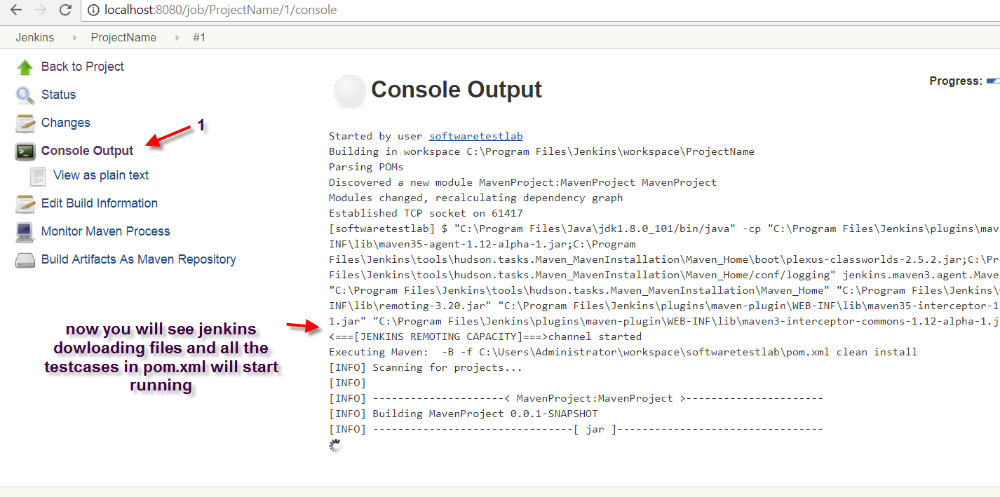 localhost:8080/job/ProjectName/1/console
Jenkins ProjectName #1
Back to Project
Status
Changes
1
Console Output
View as plain text
Edit Build Information
Monitor Maven Process
Build Artifacts As Maven Repository
now you will see jenkins
dowloading files and all the
testcases in pom.xml will start
running
Console Output
Progress:
Started by user softwaretestlab
Building in workspace C:\Program Files\Jenkins\workspace\ProjectName
Parsing POMs
Discovered a new module MavenProject:MavenProject MavenProject
Modules changed, recalculating dependency graph
Established TCP socket on 61417
[softwaretestlab] $ "C:\Program Files\Java\jdk1.8.0_101/bin/java" -cp "C:\Program Files\Jenkins\plugins\mav
INF\lib\maven35-agent-1.12-alpha-1.jar;C:\Program
Files\Jenkins\tools\hudson.tasks.Maven_MavenInstallation\Maven_Home\boot\plexus-classworlds-2.5.2.jar;C:\Pr
Files\Jenkins\tools\hudson.tasks.Maven_MavenInstallation\Maven_Home/conf/logging" jenkins.maven3.agent.Mave
"C:\Program Files\Jenkins\tools\hudson.tasks.Maven_MavenInstallation\Maven_Home" "C:\Program Files\Jenkins\
INF\lib\remoting-3.20.jar" "C:\Program Files\Jenkins\plugins\maven-plugin\WEB-INF\lib\maven35-interceptor-1
1.jar" "C:\Program Files\Jenkins\plugins\maven-plugin\WEB-INF\lib\maven3-interceptor-commons-1.12-alpha-1.j
<===[JENKINS REMOTING CAPACITY]===>channel started
Executing Maven:  -B -f C:\Users\Administrator\workspace\softwaretestlab\pom.xml clean install
[INFO] Scanning for projects...
[INFO]
[INFO] ---------------------< MavenProject:MavenProject >----------------------
[INFO] Building MavenProject 0.0.1-SNAPSHOT
[INFO] --------------------------------[ jar ]---------------------------------